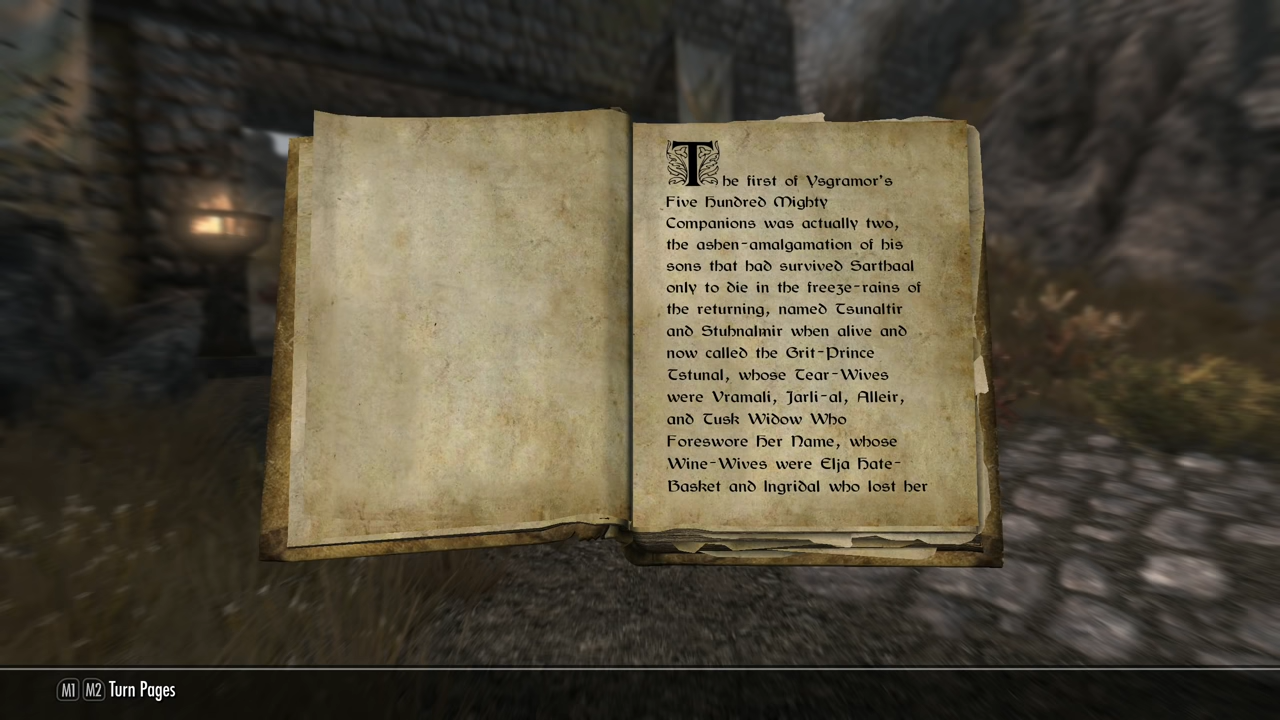 The first of Ysgramor's
Five Hundred Mighty
Companions was actually two,
the ashen-amalgamation of his
sons that had survived Sarthaal
only to die in the freeze-rains of
the returning, named Tsunaltir
and Stuhnalmir when alive and
now called the Grit-Prince
Tstunal, whose Tear-Wives
were Vramali, Jarli-al, Alleir,
and Tusk Widow Who
Foreswore Her Name, whose
Wine-Wives were Elja Hate-
Basket and Ingridal who lost her
M1 M2 Turn Pages